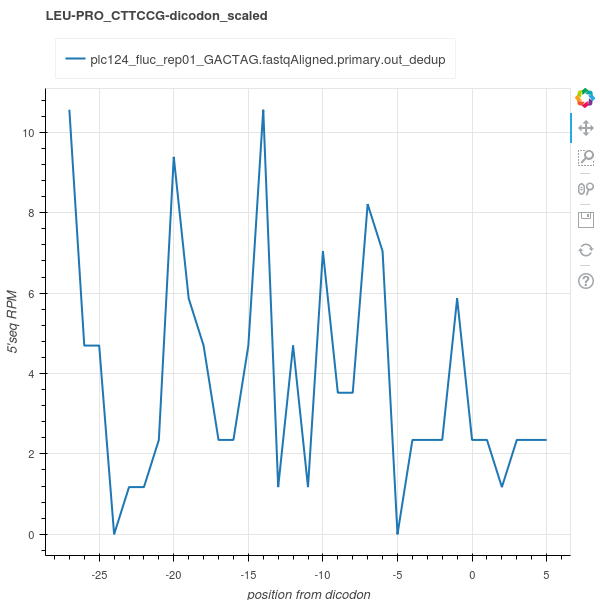 LEU-PRO_CTTCCG-dicodon_scaled
plc124_fluc_rep01_GACTAG.fastqAligned.primary.out_dedup
10
8
6
4
2
0
5'seq RPM
-25 -20 -15 -10 -5 0 5
position from dicodon